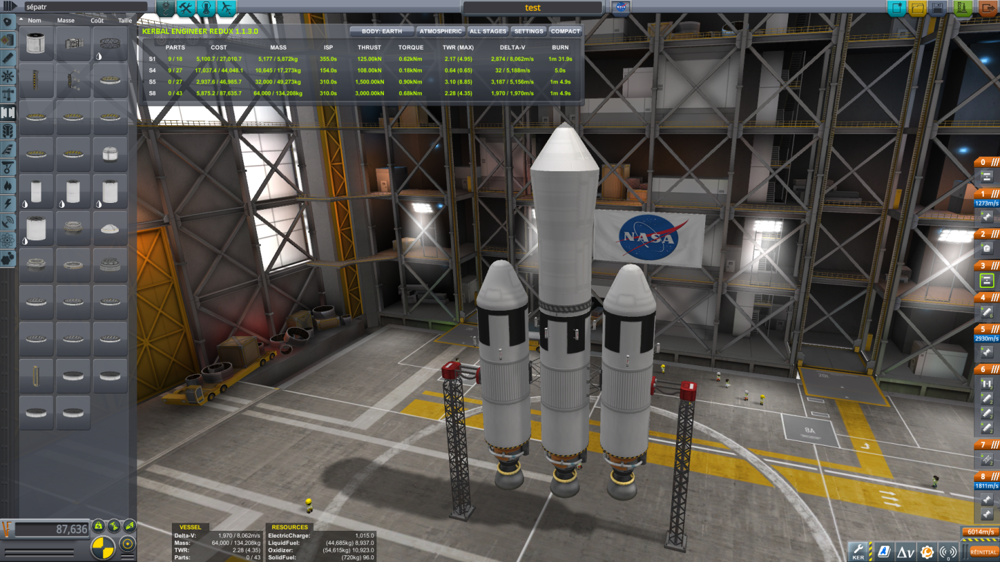 sépatr
test
Nom Masse Coût Taille
KERBAL ENGINEER REDUX 1.1.3.0
BODY: EARTH ATMOSPHERIC ALL STAGES SETTINGS COMPACT
PARTS COST MASS ISP THRUST TORQUE TWR (MAX) DELTA-V BURN
S1 9 / 18 5,100.7 / 27,010.7 5,177 / 5,872kg 355.0s 125.00kN 0.62kNm 2.17 (4.95) 2,874 / 8,062m/s 1m 31.9s
S4 9 / 27 17,037.4 / 44,048.1 10,645 / 17,273kg 154.0s 108.00kN 0.18kNm 0.64 (0.65) 32 / 5,188m/s 5.0s
S5 0 / 27 2,937.6 / 46,985.7 32,000 / 49,273kg 310.0s 1,500.00kN 0.90kNm 3.10 (8.85) 3,187 / 5,156m/s 1m 4.9s
S8 0 / 43 5,875.2 / 87,635.7 64,000 / 134,208kg 310.0s 3,000.00kN 0.68kNm 2.28 (4.35) 1,970 / 1,970m/s 1m 4.9s
NASA
0
1
1273m/s
2
3
4
6
5
2930m/s
6
2
2
2
7
2
8
1811m/s
6014m/s
8A
87,636
VESSEL
Delta-V: 1,970 / 8,062m/s
Mass: 64,000 / 134,208kg
TWR: 2.28 (4.35)
Parts: 0 / 43
RESOURCES
ElectricCharge: 1,015.0
LiquidFuel: (44,685kg) 8,937.0
Oxidizer: (54,615kg) 10,923.0
SolidFuel: (720kg) 96.0
KER
Δv
0
RÉINITIAL.